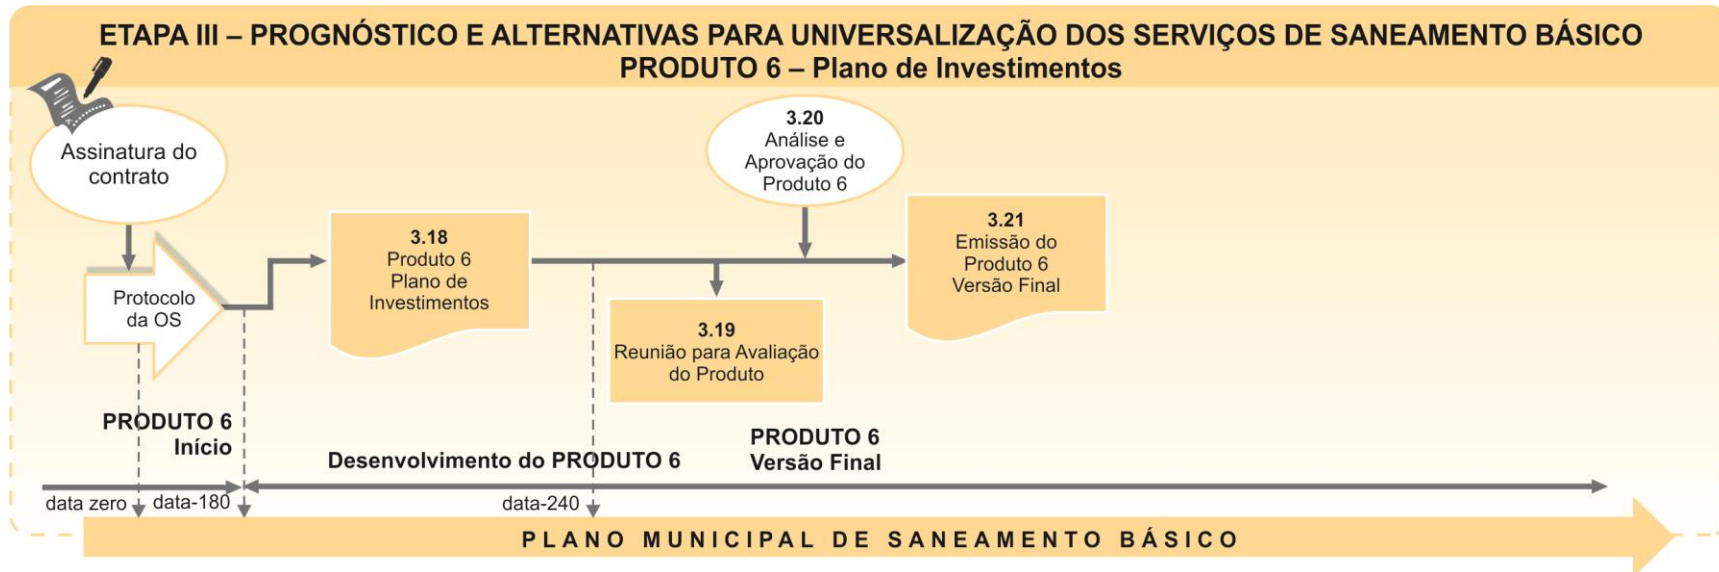 ETAPA III – PROGNÓSTICO E ALTERNATIVAS PARA UNIVERSALIZAÇÃO DOS SERVIÇOS DE SANEAMENTO BÁSICO
PRODUTO 6 – Plano de Investimentos
Assinatura do
contrato
Protocolo
da OS
3.18
Produto 6
Plano de
Investimentos
3.19
Reunião para Avaliação
do Produto
3.20
Análise e
Aprovação do
Produto 6
3.21
Emissão do
Produto 6
Versão Final
PRODUTO 6
Início
Desenvolvimento do PRODUTO 6
PRODUTO 6
Versão Final
data zero
data-180
data-240
PLANO MUNICIPAL DE SANEAMENTO BÁSICO